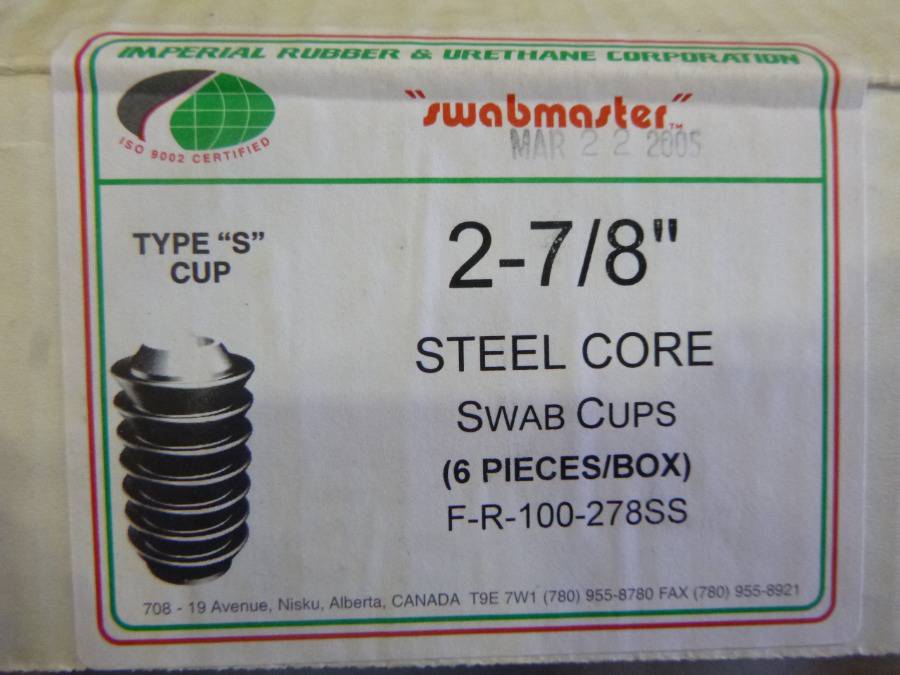 IMPERIAL RUBBER & URETHANE CORPORATION
ISO 9002 CERTIFIED
"swabmaster"™
MAR 22 2005
TYPE “S”
CUP
2-7/8"
STEEL CORE
SWAB CUPS
(6 PIECES/BOX)
F-R-100-278SS
708 - 19 Avenue, Nisku, Alberta, CANADA T9E 7W1 (780) 955-8780 FAX (780) 955-8921